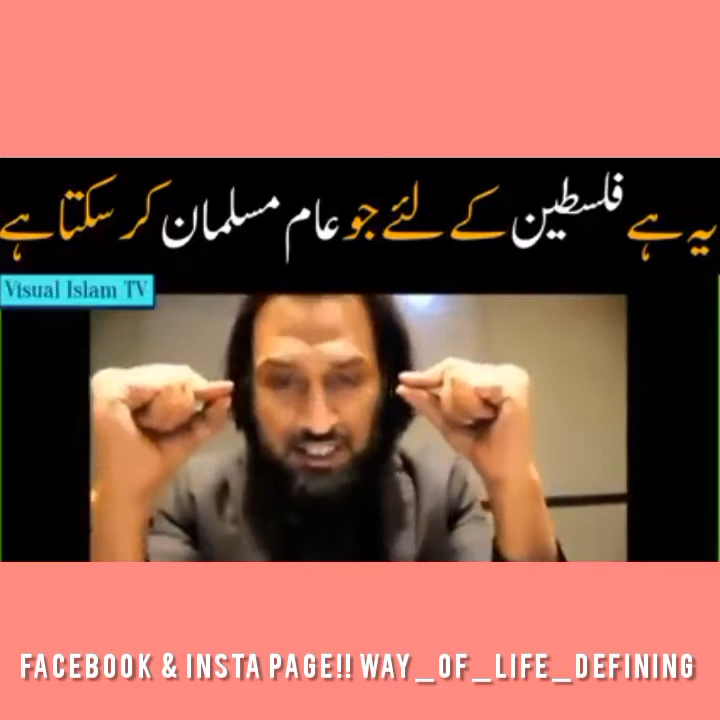 یہ ہے فلسطین کے لئے جو عام مسلمان کر سکتا ہے
Visual Islam TV
FACEBOOK & INSTA PAGE!! WAY_OF_LIFE_DEFINING